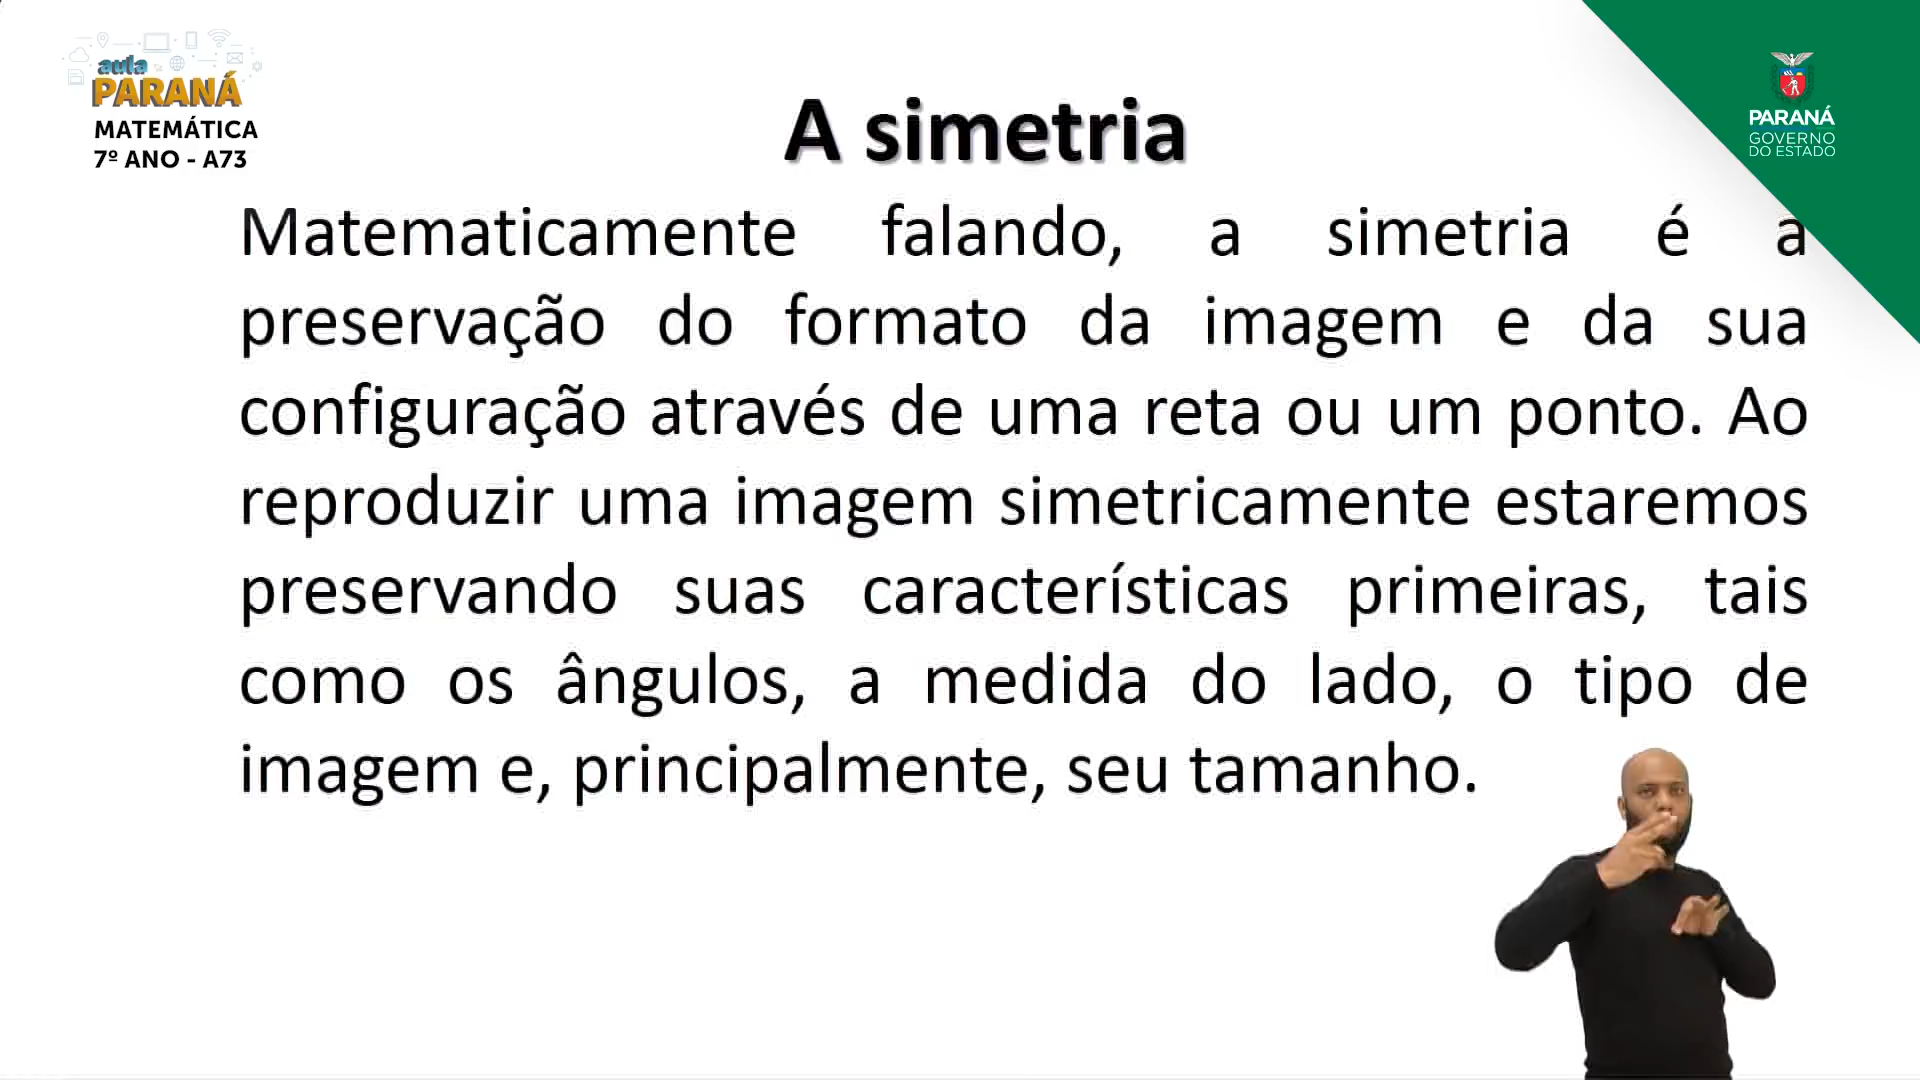 aula
PARANÁ
MATEMÁTICA
7º ANO - A73
PARANÁ
GOVERNO
DO ESTADO
A simetria
Matematicamente falando, a simetria é a
preservação do formato da imagem e da sua
configuração através de uma reta ou um ponto. Ao
reproduzir uma imagem simetricamente estaremos
preservando suas características primeiras, tais
como os ângulos, a medida do lado, o tipo de
imagem e, principalmente, seu tamanho.